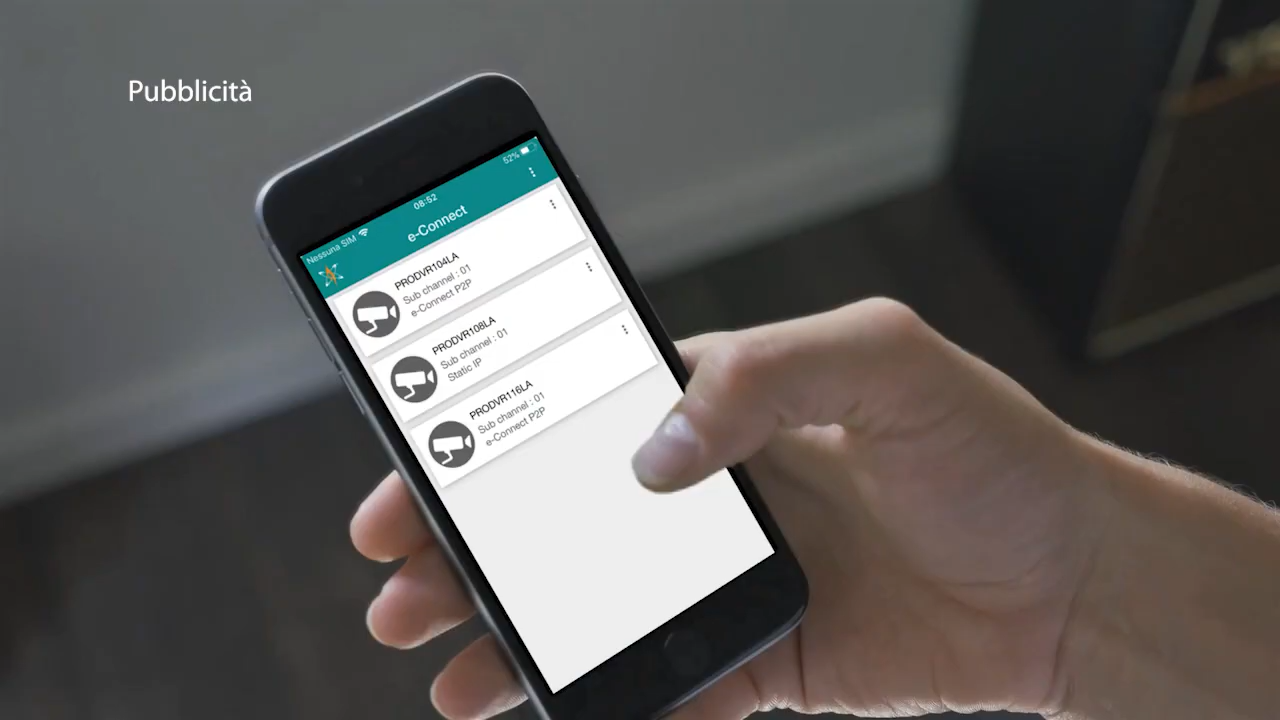 Pubblicità
Nessuna SIM
08:52
52%
e-Connect
PRODVR104LA
Sub channel : 01
e-Connect P2P
PRODVR108LA
Sub channel : 01
Static IP
PRODVR116LA
Sub channel : 01
e-Connect P2P